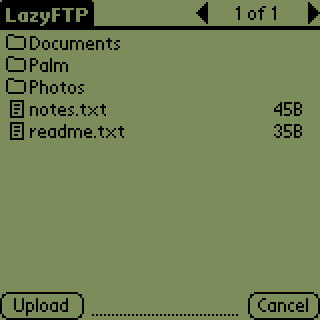 LazyFTP 1 of 1
Documents
Palm
Photos
notes.txt 45B
readme.txt 35B
Upload Cancel